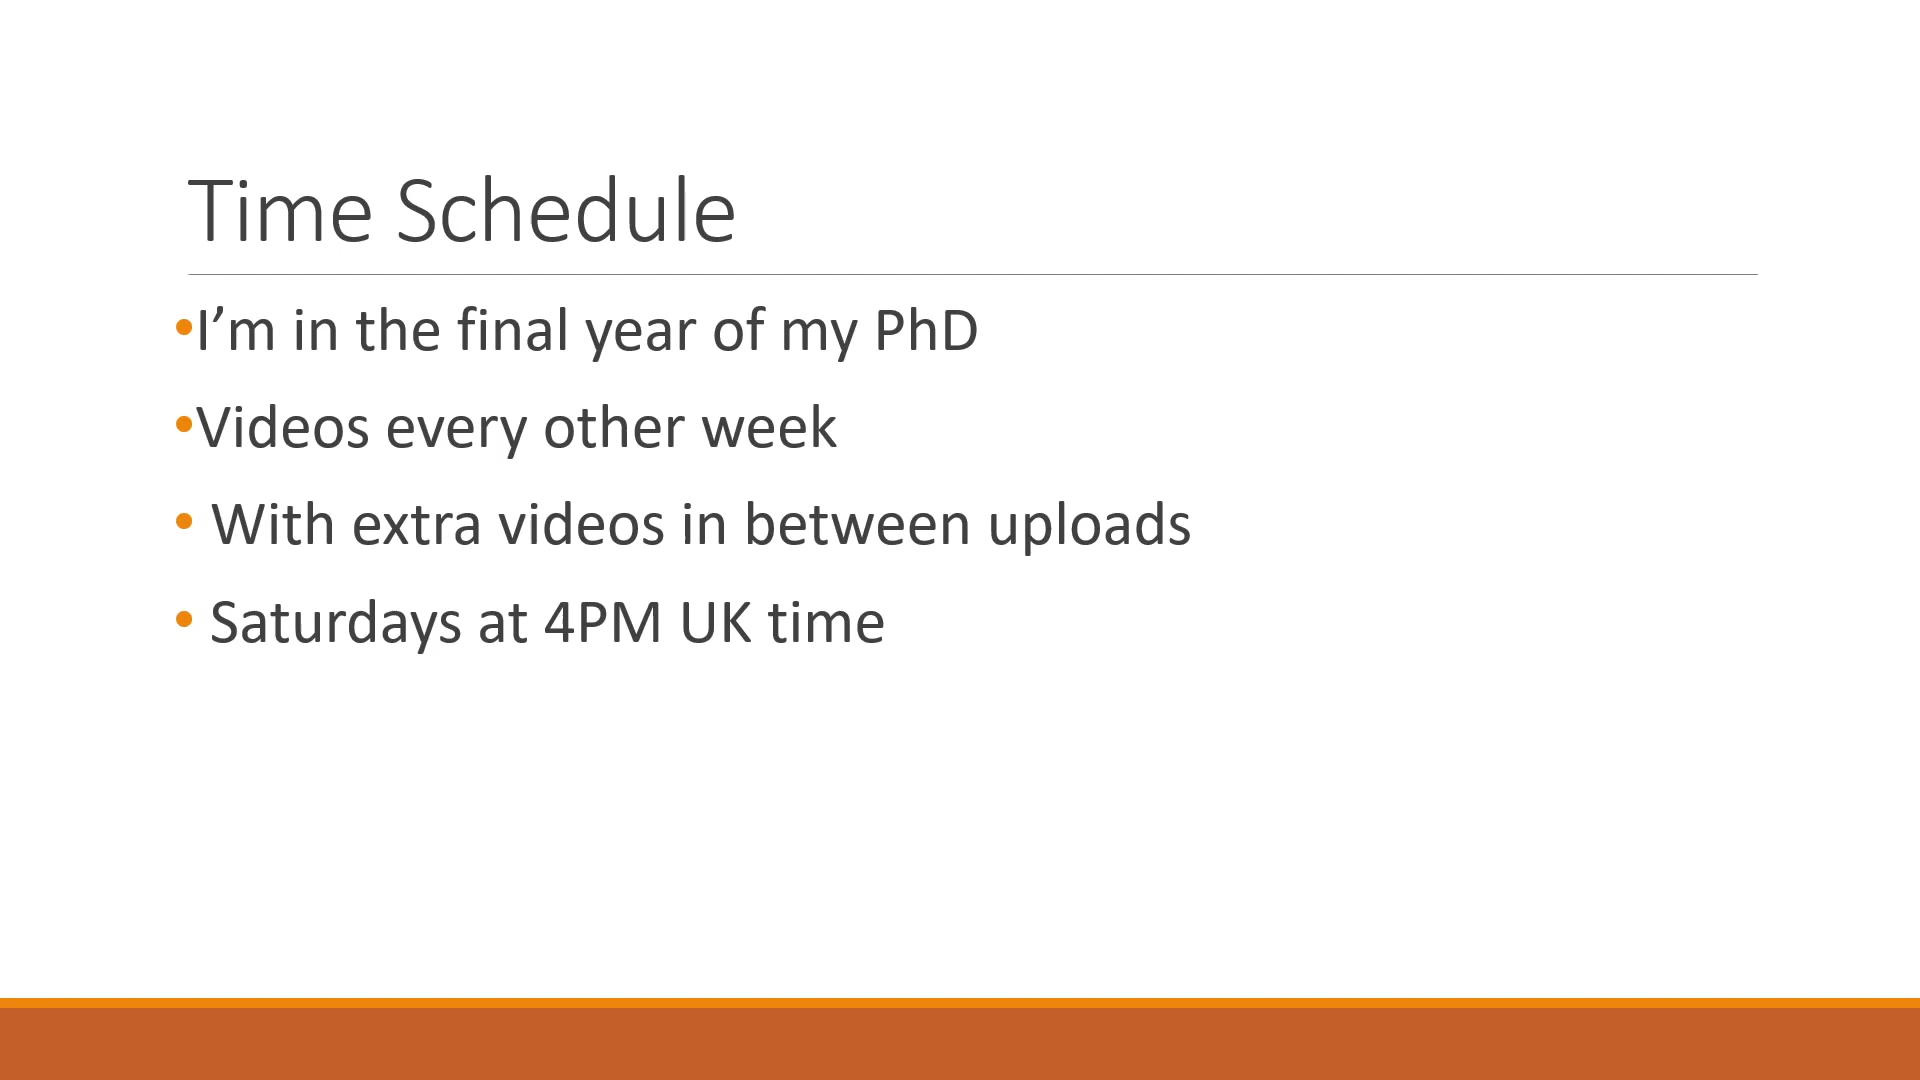 Time Schedule
•I’m in the final year of my PhD
•Videos every other week
• With extra videos in between uploads
• Saturdays at 4PM UK time